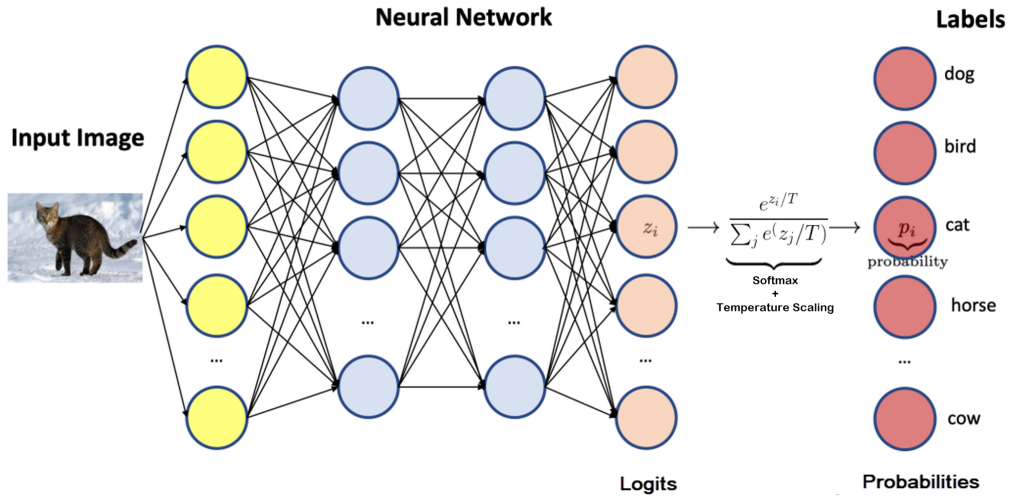 Neural Network
Labels
Input Image
dog
bird
cat
horse
...
cow
...
...
...
...
z_i
e^{z_i/T}
∑_j e^(z_j/T)
Softmax
+
Temperature Scaling
p_i
probability
Logits
Probabilities